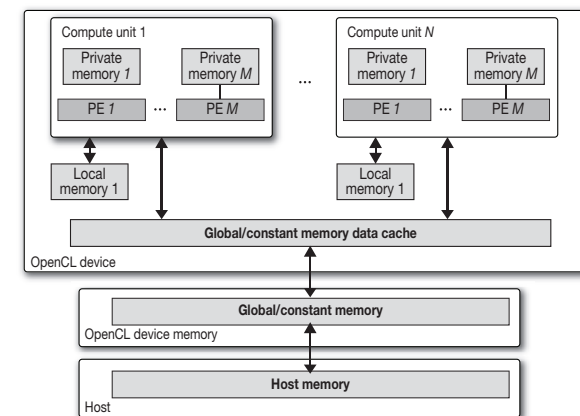 Compute unit 1
Private
memory 1
Private
memory M
PE 1
...
PE M
Local
memory 1
...
Compute unit N
Private
memory 1
Private
memory M
PE 1
...
PE M
Local
memory 1
Global/constant memory data cache
OpenCL device
Global/constant memory
OpenCL device memory
Host memory
Host